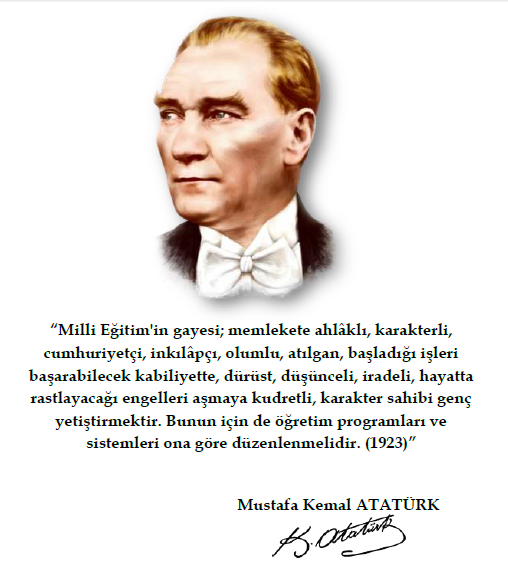 “Milli Eğitim'in gayesi; memlekete ahlâklı, karakterli,
cumhuriyetçi, inkılâpçı, olumlu, atılgan, başladığı işleri
başarabilecek kabiliyette, dürüst, düşünceli, iradeli, hayatta
rastlayacağı engelleri aşmaya kudretli, karakter sahibi genç
yetiştirmektir. Bunun için de öğretim programları ve
sistemleri ona göre düzenlenmelidir. (1923)”
Mustafa Kemal ATATÜRK
K. Atatürk